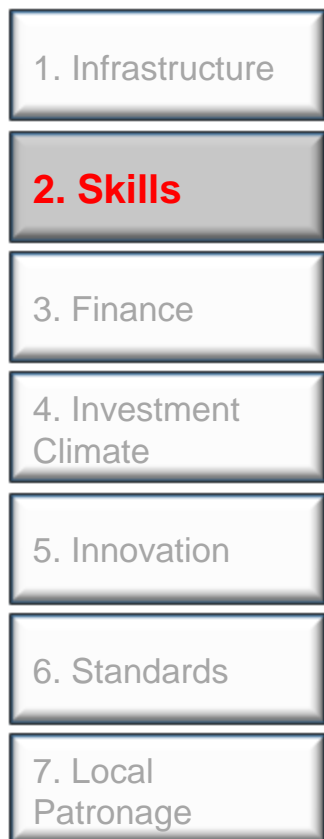 1. Infrastructure
2. Skills
3. Finance
4. Investment
Climate
5. Innovation
6. Standards
7. Local
Patronage